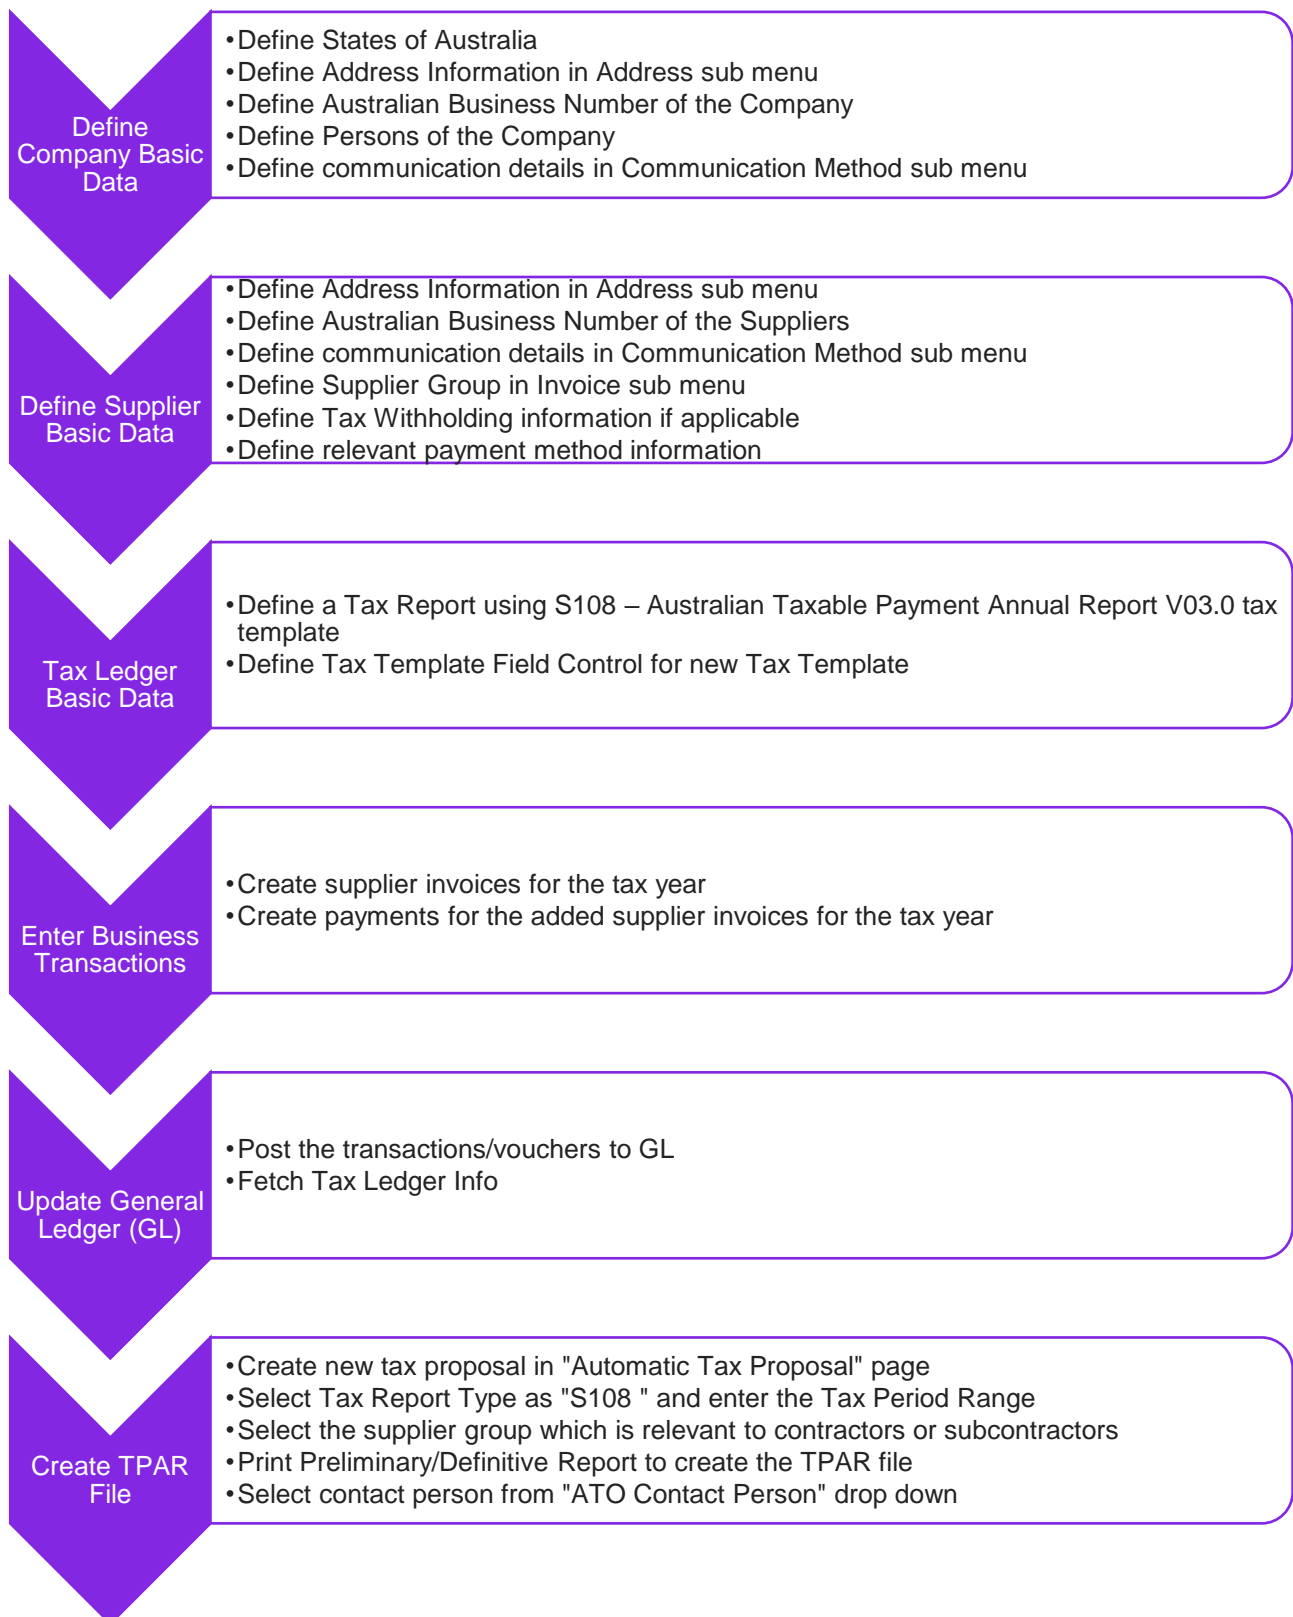 Define
Company Basic
Data
•Define States of Australia
•Define Address Information in Address sub menu
•Define Australian Business Number of the Company
•Define Persons of the Company
•Define communication details in Communication Method sub menu
Define Supplier
Basic Data
•Define Address Information in Address sub menu
•Define Australian Business Number of the Suppliers
•Define communication details in Communication Method sub menu
•Define Supplier Group in Invoice sub menu
•Define Tax Withholding information if applicable
•Define relevant payment method information
Tax Ledger
Basic Data
•Define a Tax Report using S108 – Australian Taxable Payment Annual Report V03.0 tax
template
•Define Tax Template Field Control for new Tax Template
Enter Business
Transactions
•Create supplier invoices for the tax year
•Create payments for the added supplier invoices for the tax year
Update General
Ledger (GL)
•Post the transactions/vouchers to GL
•Fetch Tax Ledger Info
Create TPAR
File
•Create new tax proposal in "Automatic Tax Proposal" page
•Select Tax Report Type as "S108 " and enter the Tax Period Range
•Select the supplier group which is relevant to contractors or subcontractors
•Print Preliminary/Definitive Report to create the TPAR file
•Select contact person from "ATO Contact Person" drop down